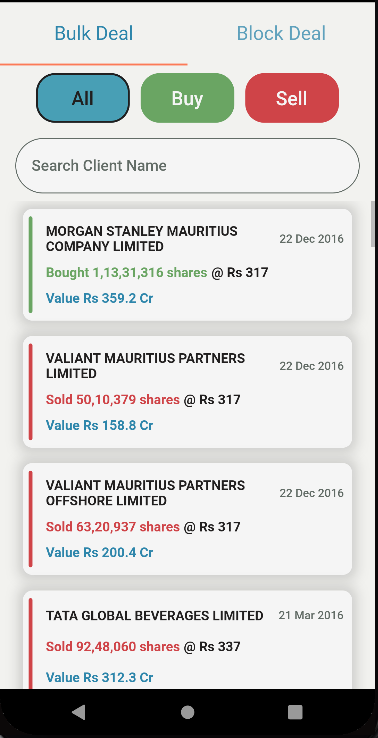 Bulk Deal Block Deal
All Buy Sell
Search Client Name
MORGAN STANLEY MAURITIUS
COMPANY LIMITED
22 Dec 2016
Bought 1,13,31,316 shares @ Rs 317
Value Rs 359.2 Cr
VALIANT MAURITIUS PARTNERS
LIMITED
22 Dec 2016
Sold 50,10,379 shares @ Rs 317
Value Rs 158.8 Cr
VALIANT MAURITIUS PARTNERS
OFFSHORE LIMITED
22 Dec 2016
Sold 63,20,937 shares @ Rs 317
Value Rs 200.4 Cr
TATA GLOBAL BEVERAGES LIMITED 21 Mar 2016
Sold 92,48,060 shares @ Rs 337
Value Rs 312.3 Cr